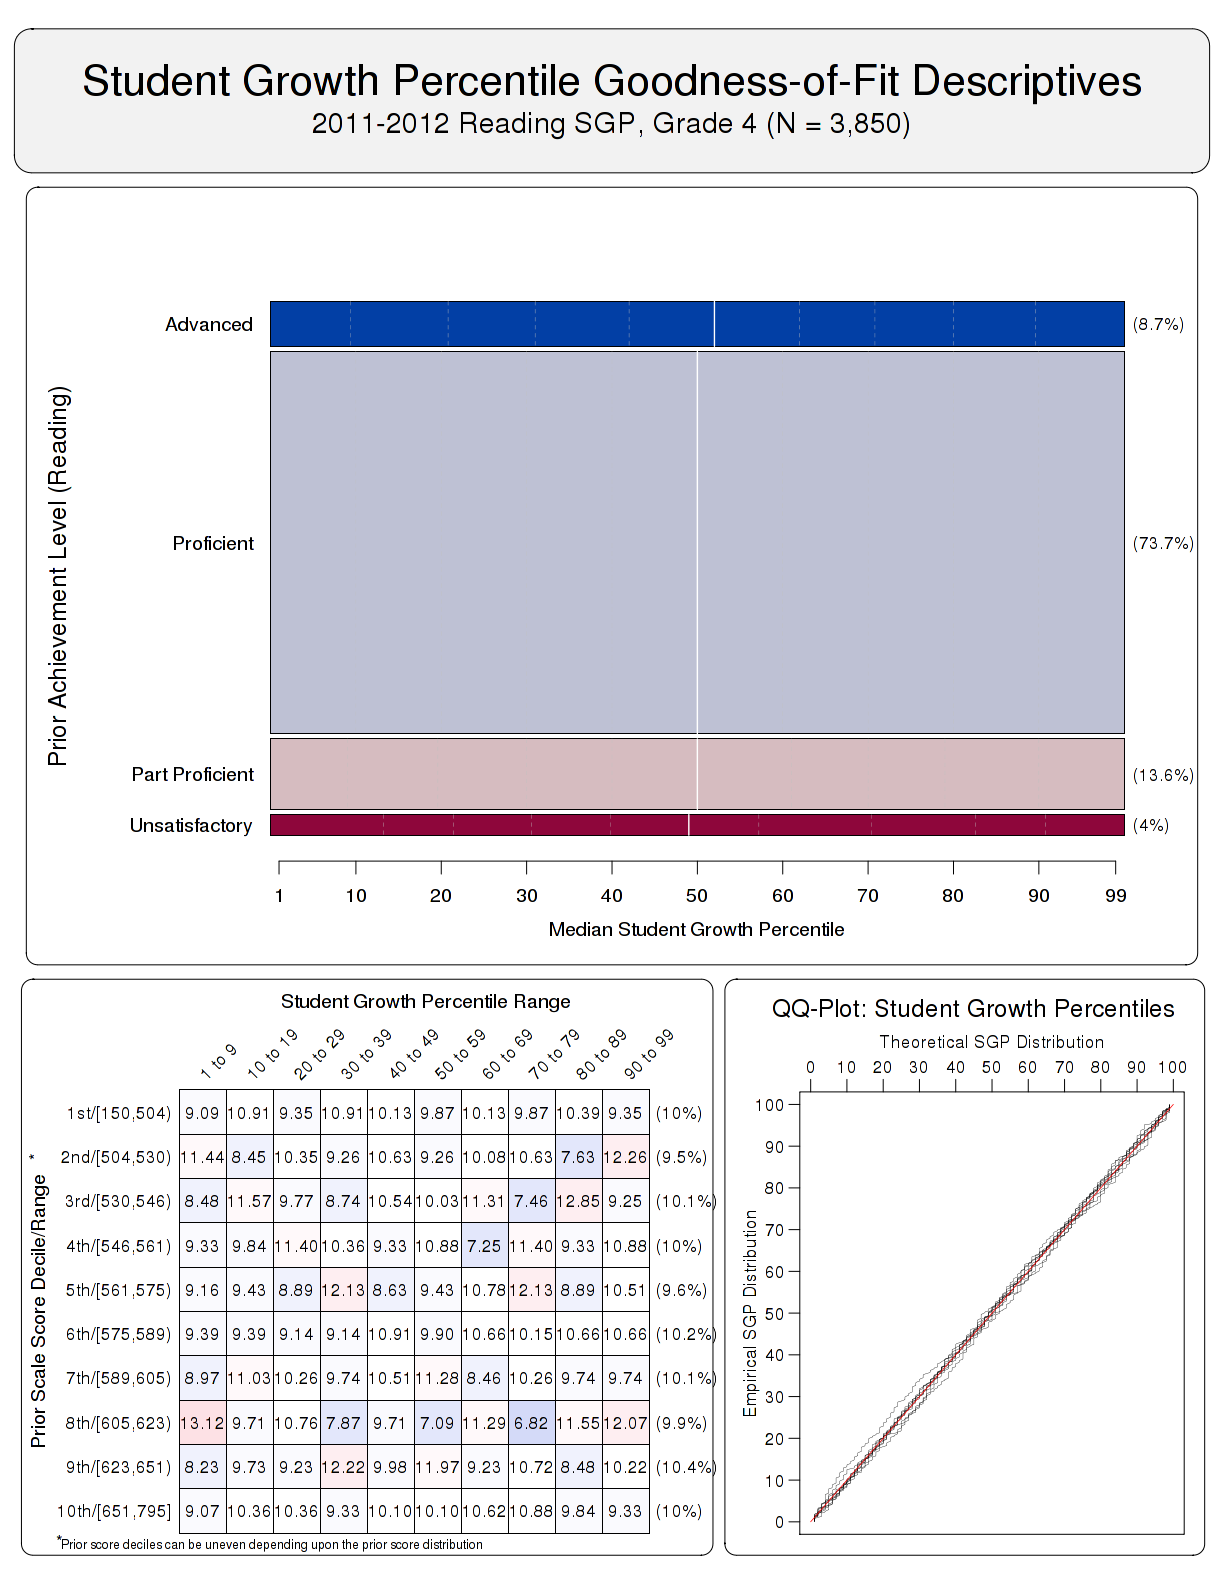 Student Growth Percentile Goodness-of-Fit Descriptives
2011-2012 Reading SGP, Grade 4 (N = 3,850)
Prior Achievement Level (Reading)
Advanced (8.7%)
Proficient (73.7%)
Part Proficient (13.6%)
Unsatisfactory (4%)
1 10 20 30 40 50 60 70 80 90 99
Median Student Growth Percentile
Student Growth Percentile Range
1 to 9 10 to 19 20 to 29 30 to 39 40 to 49 50 to 59 60 to 69 70 to 79 80 to 89 90 to 99
Prior Scale Score Decile/Range *
1st/[150,504) 9.09 10.91 9.35 10.91 10.13 9.87 10.13 9.87 10.39 9.35 (10%)
2nd/[504,530) 11.44 8.45 10.35 9.26 10.63 9.26 10.08 10.63 7.63 12.26 (9.5%)
3rd/[530,546) 8.48 11.57 9.77 8.74 10.54 10.03 11.31 7.46 12.85 9.25 (10.1%)
4th/[546,561) 9.33 9.84 11.40 10.36 9.33 10.88 7.25 11.40 9.33 10.88 (10%)
5th/[561,575) 9.16 9.43 8.89 12.13 8.63 9.43 10.78 12.13 8.89 10.51 (9.6%)
6th/[575,589) 9.39 9.39 9.14 9.14 10.91 9.90 10.66 10.15 10.66 10.66 (10.2%)
7th/[589,605) 8.97 11.03 10.26 9.74 10.51 11.28 8.46 10.26 9.74 9.74 (10.1%)
8th/[605,623) 13.12 9.71 10.76 7.87 9.71 7.09 11.29 6.82 11.55 12.07 (9.9%)
9th/[623,651) 8.23 9.73 9.23 12.22 9.98 11.97 9.23 10.72 8.48 10.22 (10.4%)
10th/[651,795] 9.07 10.36 10.36 9.33 10.10 10.10 10.62 10.88 9.84 9.33 (10%)
*Prior score deciles can be uneven depending upon the prior score distribution
QQ-Plot: Student Growth Percentiles
Theoretical SGP Distribution
0 10 20 30 40 50 60 70 80 90 100
Empirical SGP Distribution
100
90
80
70
60
50
40
30
20
10
0